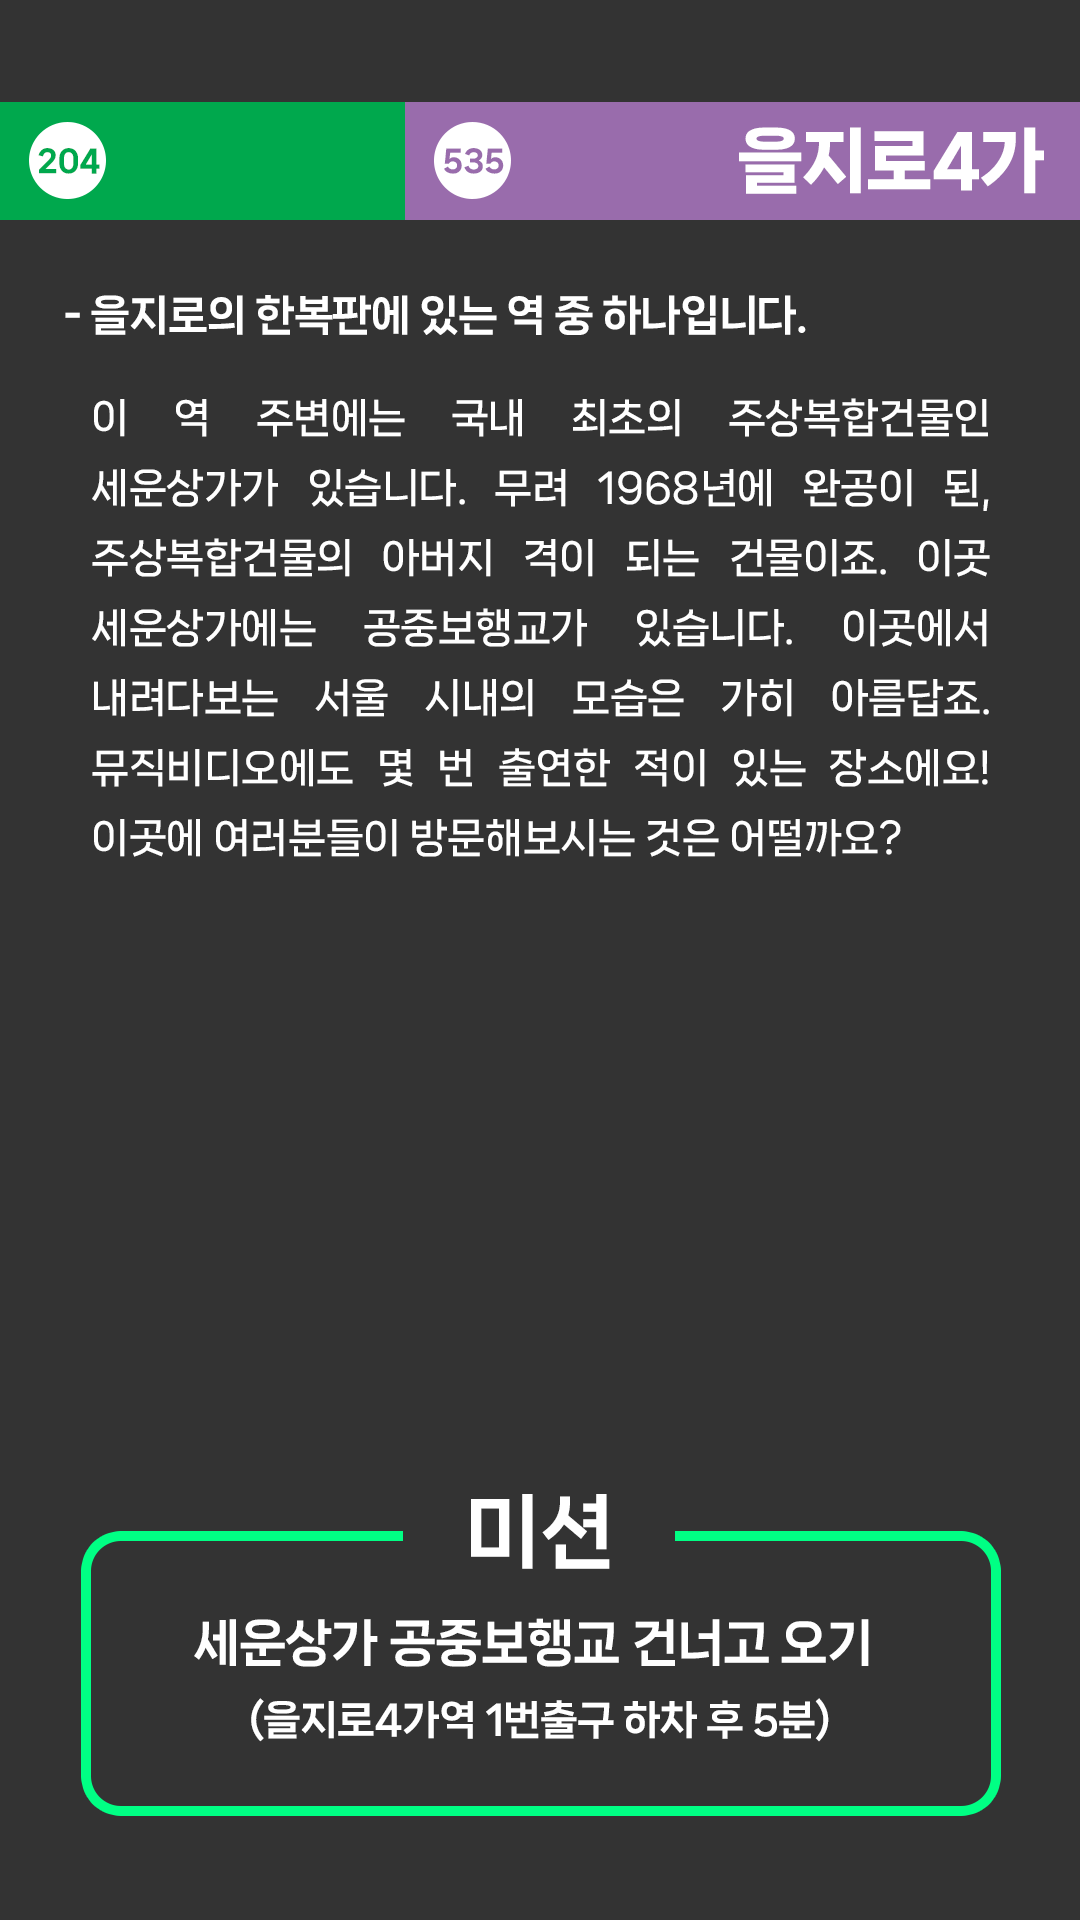 204
535
을지로4가
- 을지로의 한복판에 있는 역 중 하나입니다.
이 역 주변에는 국내 최초의 주상복합건물인
세운상가가 있습니다. 무려 1968년에 완공이 된,
주상복합건물의 아버지 격이 되는 건물이죠. 이곳
세운상가에는 공중보행교가 있습니다. 이곳에서
내려다보는 서울 시내의 모습은 가히 아름답죠.
뮤직비디오에도 몇 번 출연한 적이 있는 장소에요!
이곳에 여러분들이 방문해보시는 것은 어떨까요?
미션
세운상가 공중보행교 건너고 오기
(을지로4가역 1번출구 하차 후 5분)